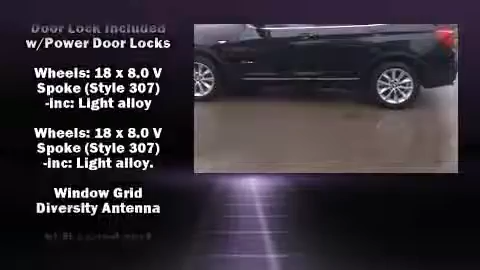 Door Lock Included
w/Power Door Locks
Wheels: 18 x 8.0 V
Spoke (Style 307)
-inc: Light alloy
Wheels: 18 x 8.0 V
Spoke (Style 307)
-inc: Light alloy.
Window Grid
Diversity Antenna